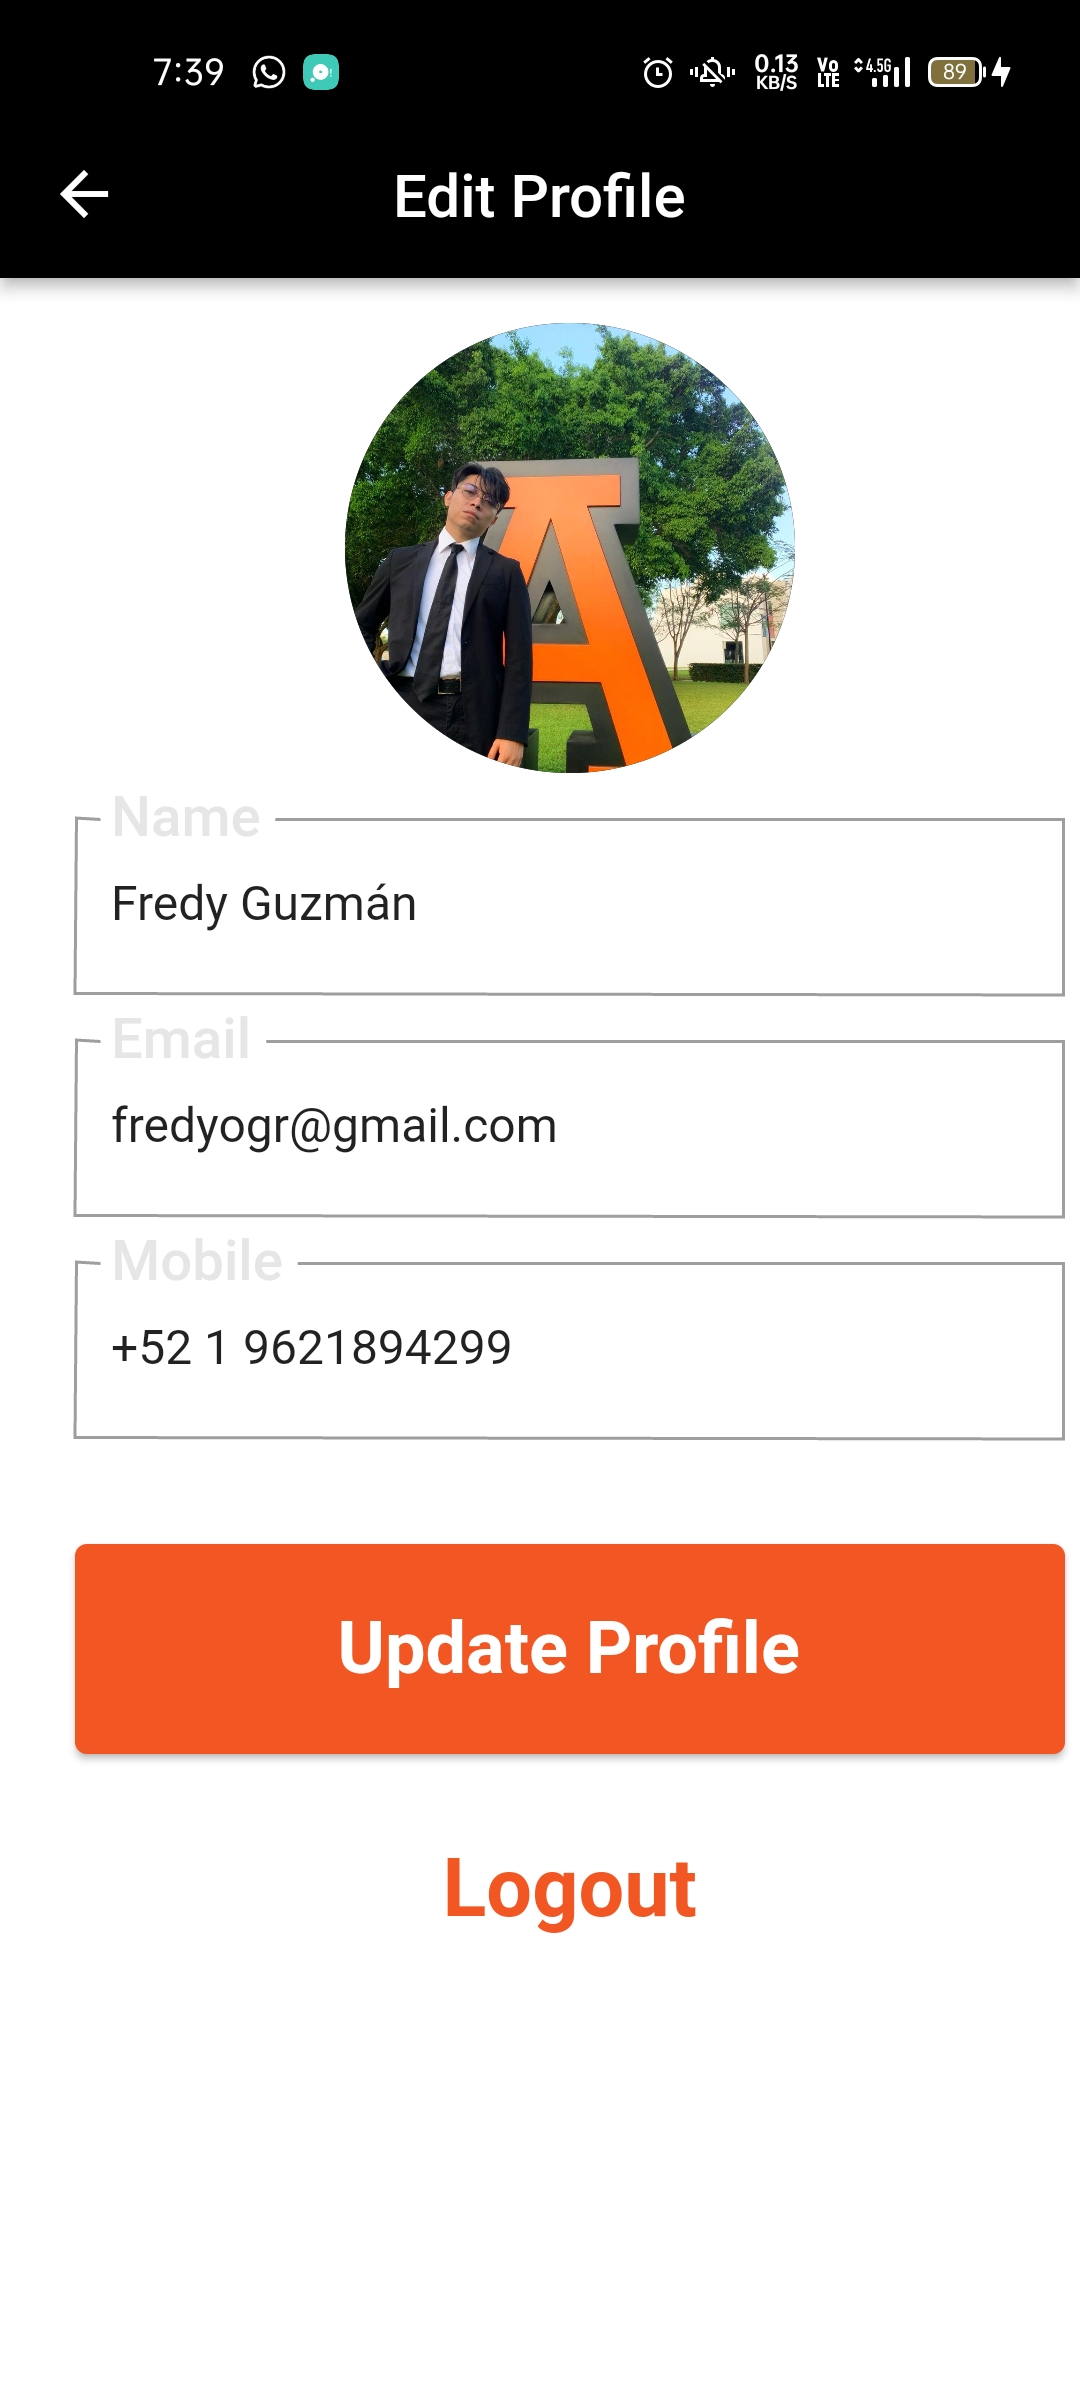 7:39
0.13 KB/S
Vo LTE
4.5G
89
Edit Profile
A
Name
Fredy Guzmán
Email
fredyogr@gmail.com
Mobile
+52 1 9621894299
Update Profile
Logout